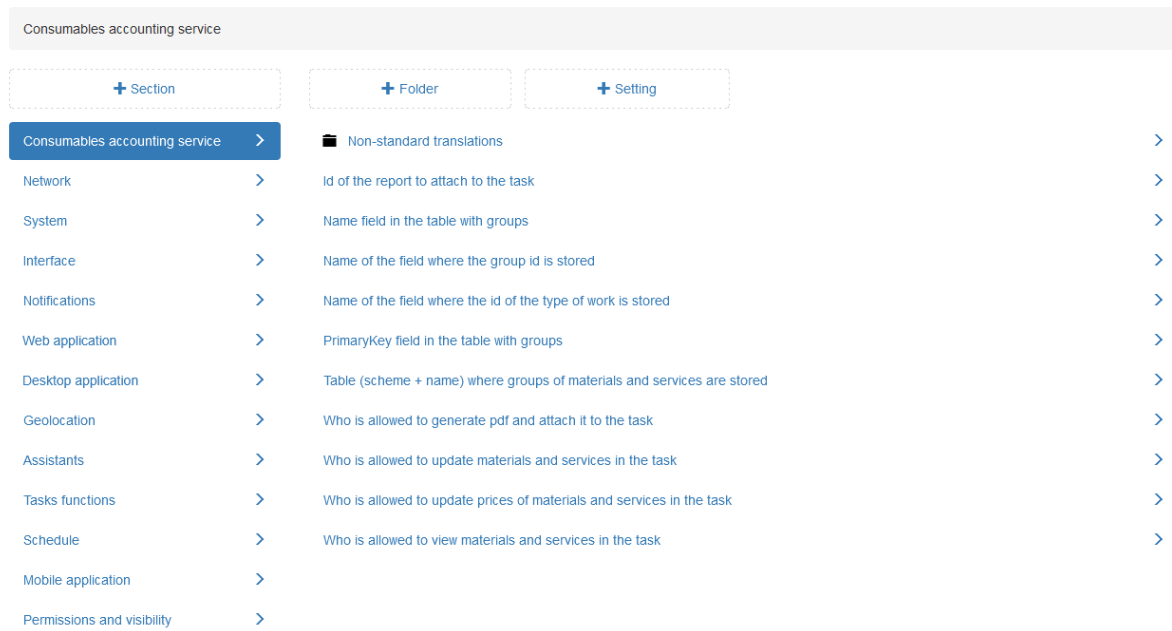 Consumables accounting service
+ Section
+ Folder
+ Setting
Consumables accounting service
Network
System
Interface
Notifications
Web application
Desktop application
Geolocation
Assistants
Tasks functions
Schedule
Mobile application
Permissions and visibility
Non-standard translations
Id of the report to attach to the task
Name field in the table with groups
Name of the field where the group id is stored
Name of the field where the id of the type of work is stored
PrimaryKey field in the table with groups
Table (scheme + name) where groups of materials and services are stored
Who is allowed to generate pdf and attach it to the task
Who is allowed to update materials and services in the task
Who is allowed to update prices of materials and services in the task
Who is allowed to view materials and services in the task